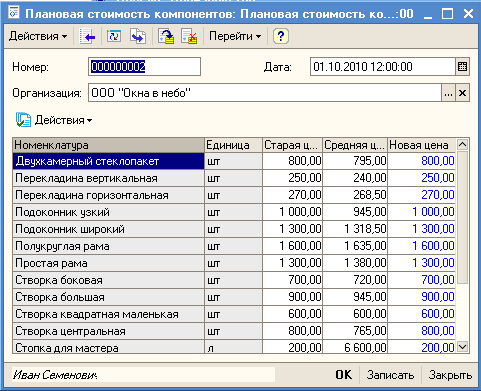 Плановая стоимость компонентов: Плановая стоимость ко...:00
Действия Перейти
Номер: 000000002 Дата: 01.10.2010 12:00:00
Организация: ООО "Окна в небо" ...
Действия
Номенклатура Единица Старая ц... Средняя ц... Новая цена
Двухкамерный стеклопакет шт 800,00 795,00 800,00
Перекладина вертикальная шт 250,00 240,00 250,00
Перекладина горизонтальная шт 270,00 268,50 270,00
Подоконник узкий шт 1 000,00 945,00 1 000,00
Подоконник широкий шт 1 300,00 1 318,50 1 300,00
Полукруглая рама шт 1 600,00 1 635,00 1 600,00
Простая рама шт 1 300,00 1 380,00 1 300,00
Створка боковая шт 700,00 720,00 700,00
Створка большая шт 900,00 945,00 900,00
Створка квадратная маленькая шт 600,00 600,00 600,00
Створка центральная шт 800,00 765,00 800,00
Стопка для мастера л 200,00 6 600,00 200,00
Иван Семенович OK Записать Закрыть